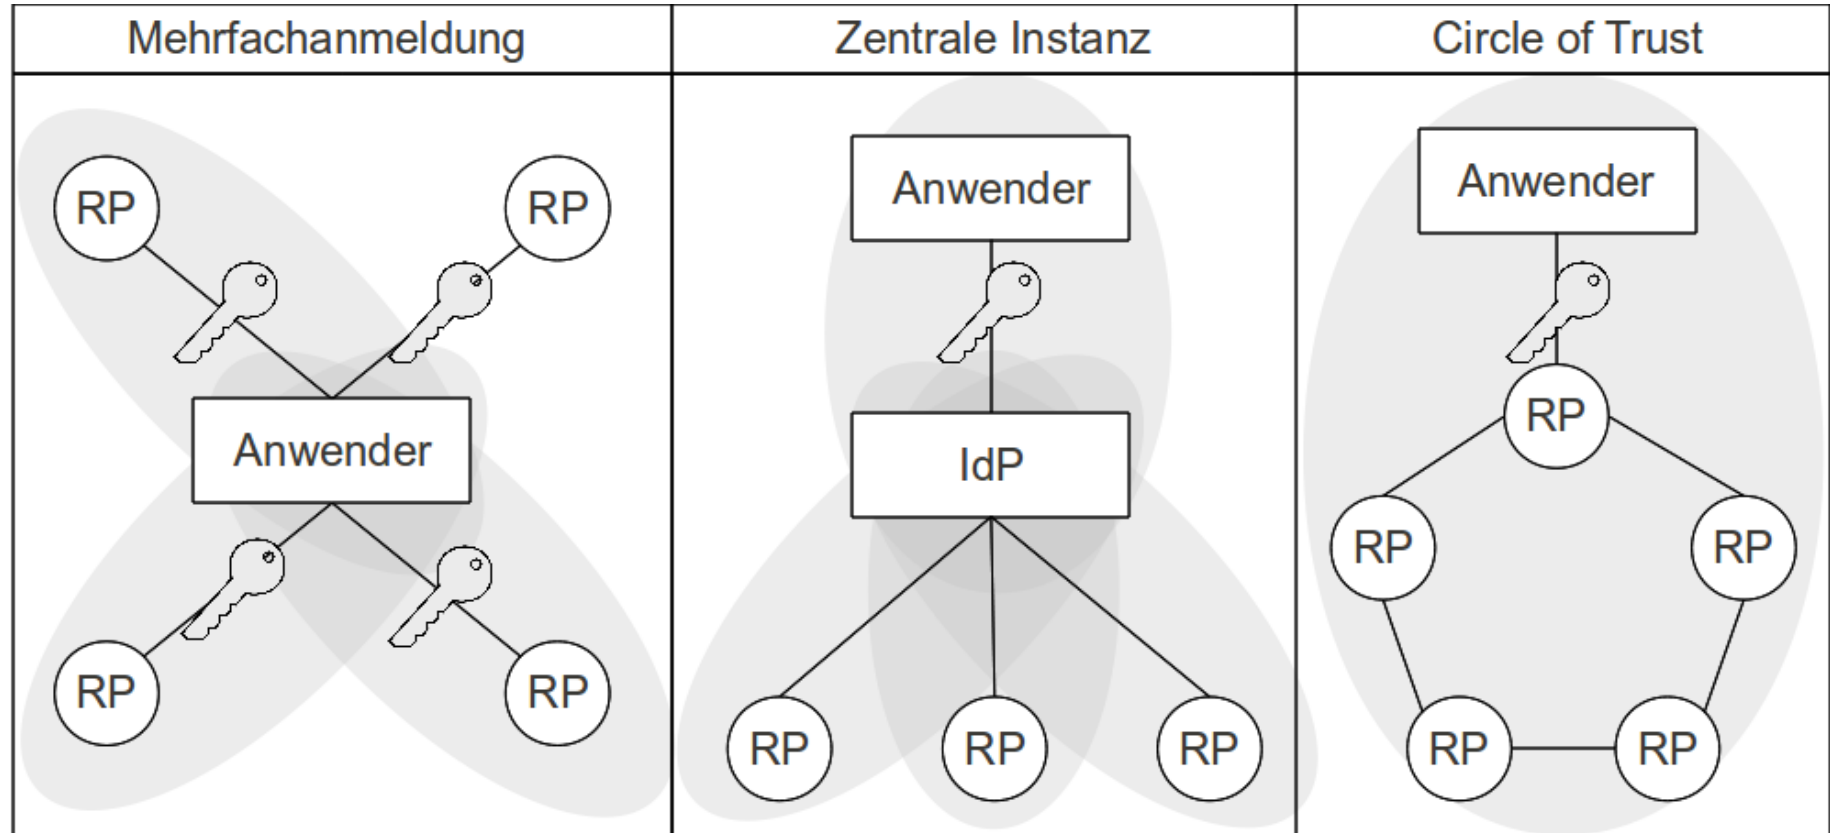 Mehrfachanmeldung
RP
RP
Anwender
RP
RP
Zentrale Instanz
Anwender
IdP
RP
RP
RP
Circle of Trust
Anwender
RP
RP
RP
RP
RP